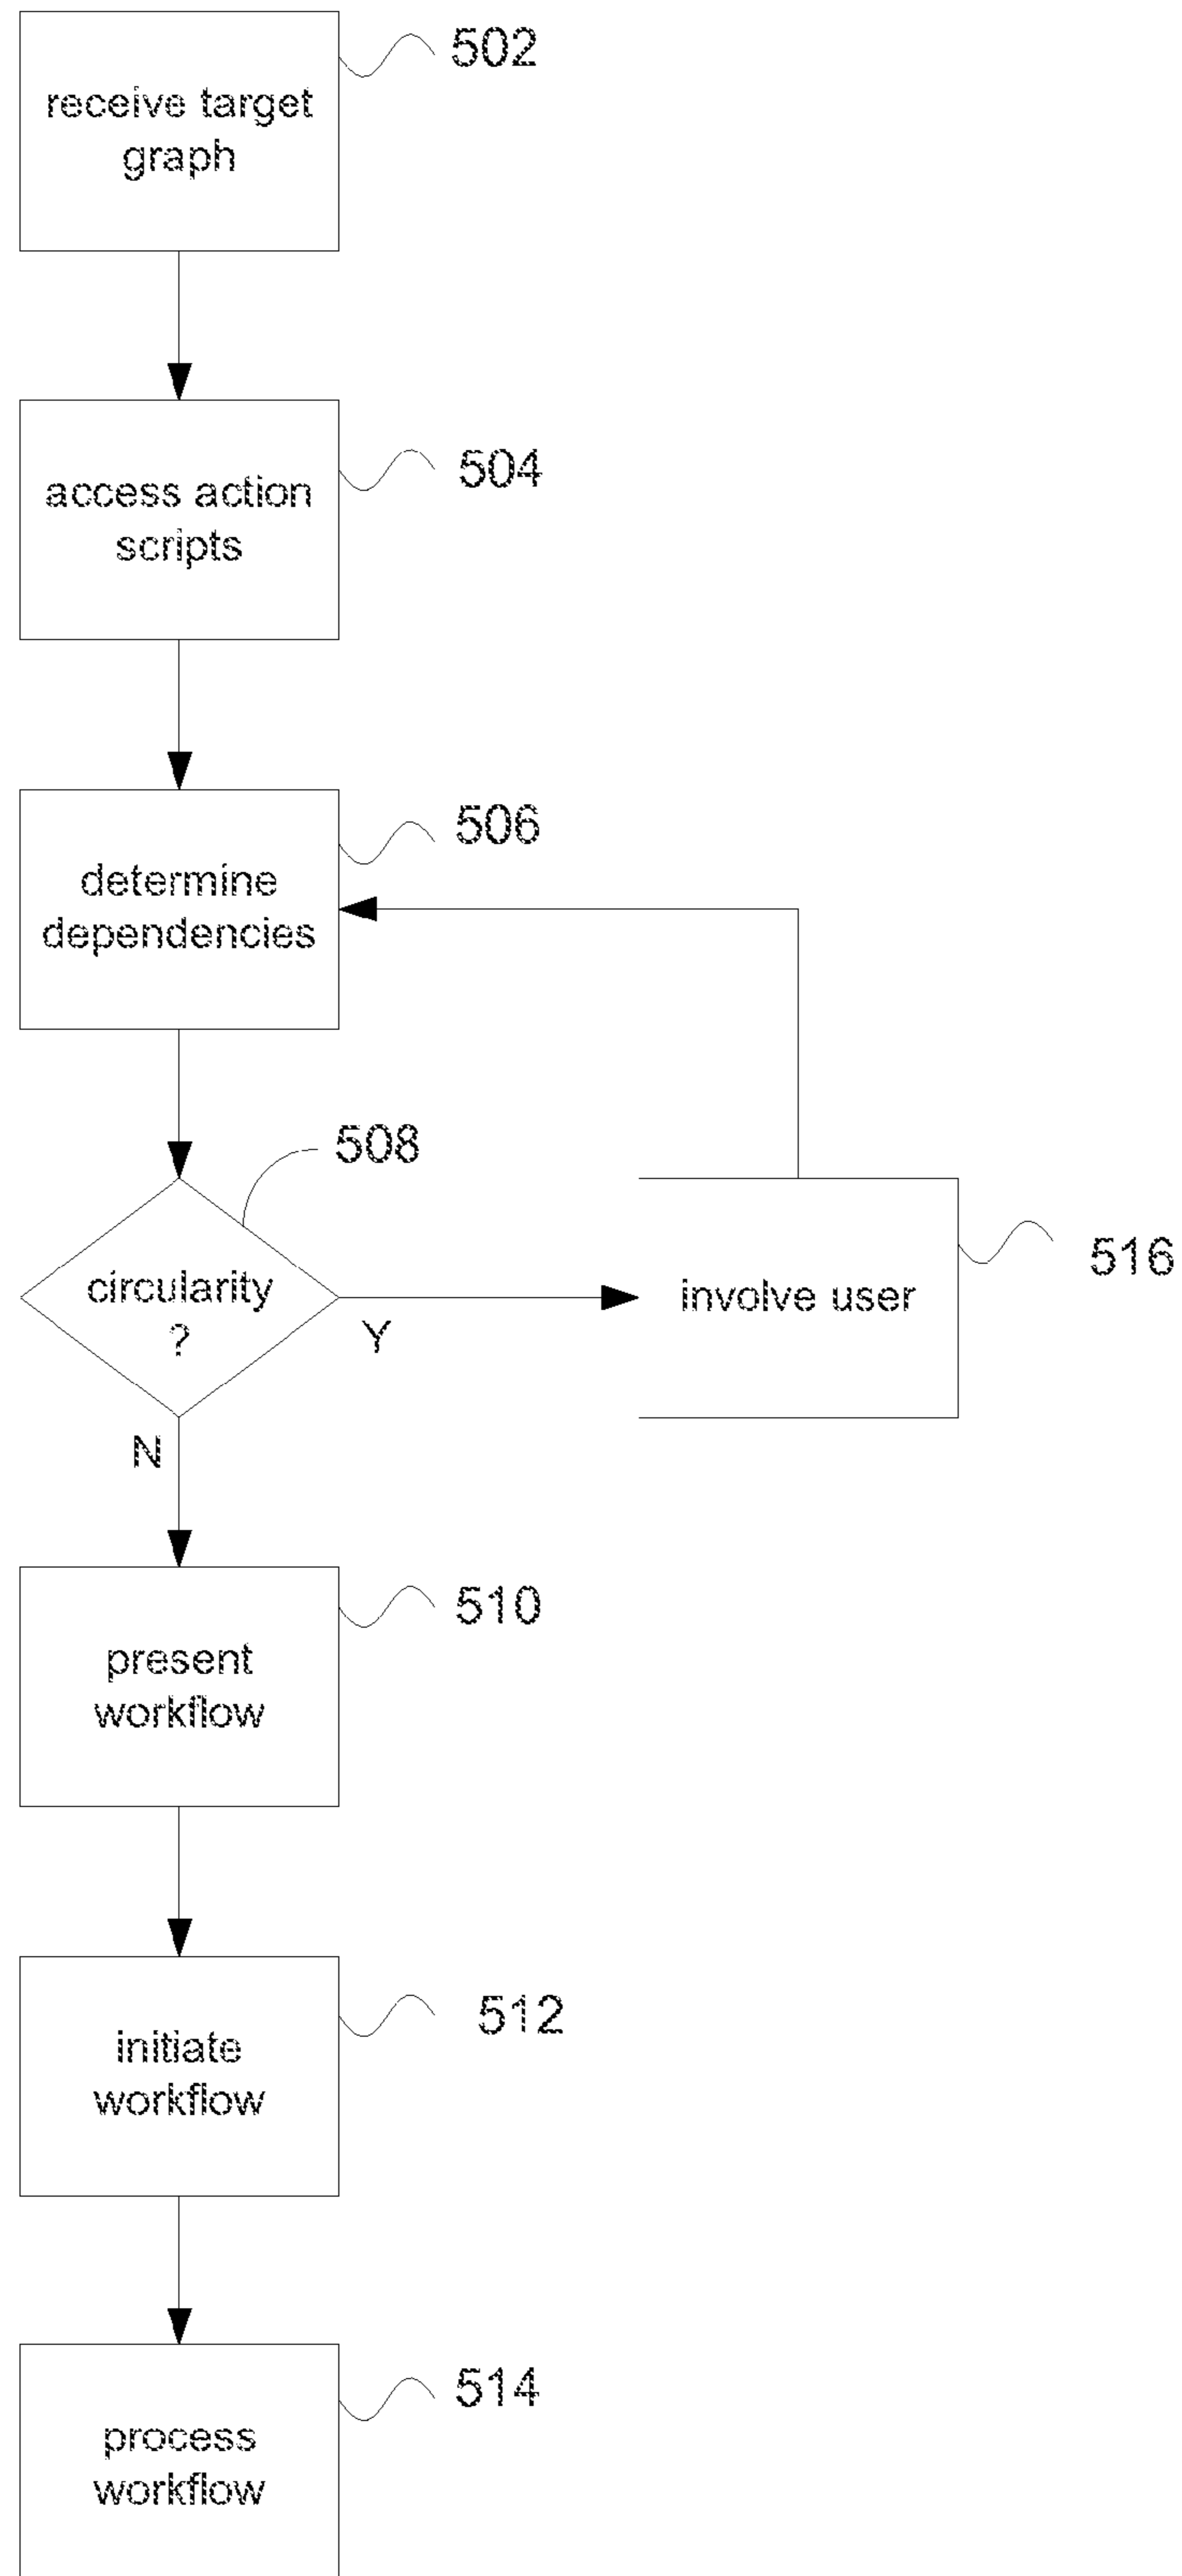 502
receive target
graph
504
access action
scripts
506
determine
dependencies
508
circularity
?
Y
516
involve user
N
510
present
workflow
512
initiate
workflow
514
process
workflow